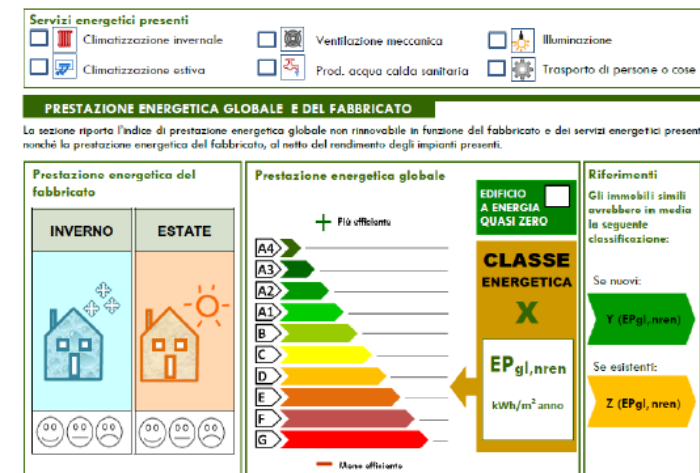 Servizi energetici presenti
Climatizzazione invernale
Ventilazione meccanica
Illuminazione
Climatizzazione estiva
Prod. acqua calda sanitaria
Trasporto di persone o cose
PRESTAZIONE ENERGETICA GLOBALE E DEL FABBRICATO
La sezione riporta l'indice di prestazione energetica globale non rinnovabile in funzione del fabbricato e dei servizi energetici present
nonché la prestazione energetica del fabbricato, al netto del rendimento degli impianti presenti.
Prestazione energetica del
fabbricato
INVERNO
ESTATE
Prestazione energetica globale
+ Più efficiente
A4
A3
A2
A1
B
C
D
E
F
G
— Meno efficiente
EDIFICIO
A ENERGIA
QUASI ZERO
CLASSE
ENERGETICA
X
EPgl,nren
kWh/m² anno
Riferimenti
Gli immobili simili
avrebbero in media
la seguente
classificazione:
Se nuovi:
Y (EPgl,nren)
Se esistenti:
Z (EPgl,nren)